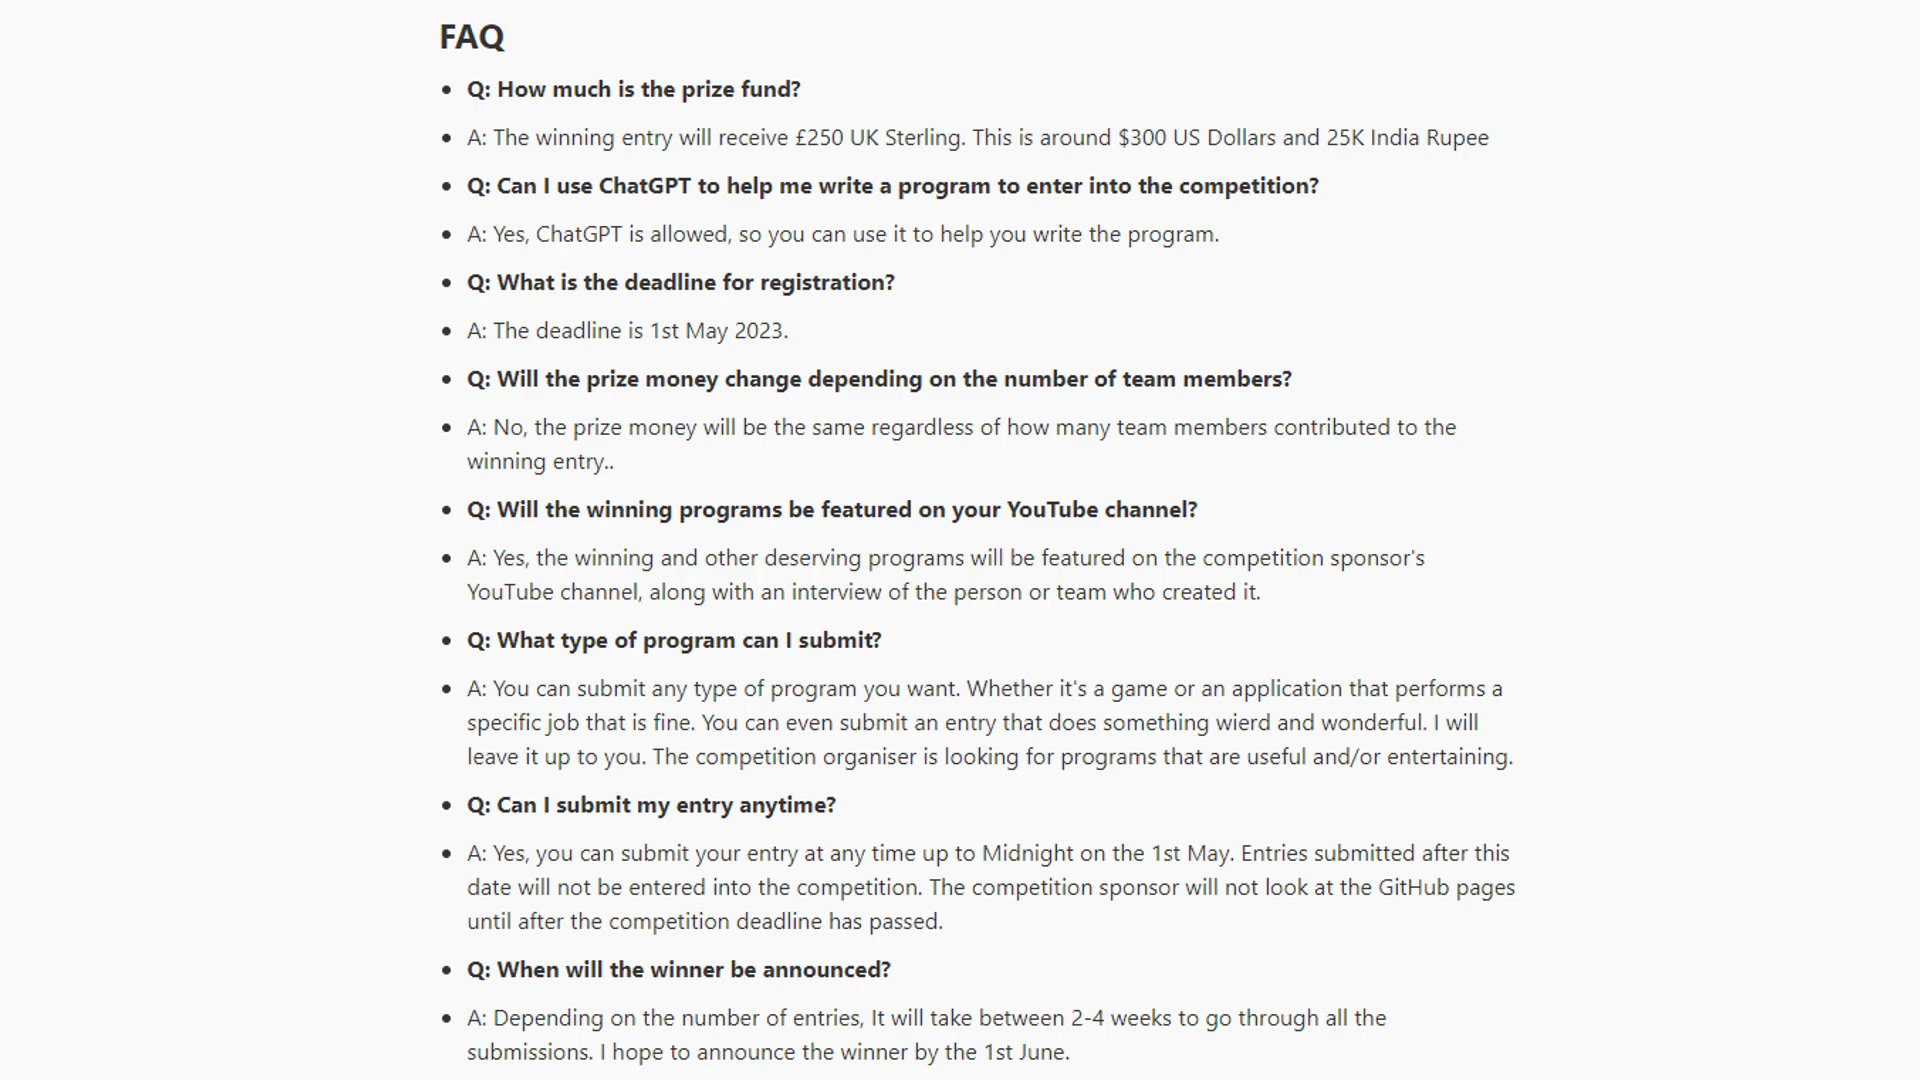 FAQ
• Q: How much is the prize fund?
• A: The winning entry will receive £250 UK Sterling. This is around $300 US Dollars and 25K India Rupee
• Q: Can I use ChatGPT to help me write a program to enter into the competition?
• A: Yes, ChatGPT is allowed, so you can use it to help you write the program.
• Q: What is the deadline for registration?
• A: The deadline is 1st May 2023.
• Q: Will the prize money change depending on the number of team members?
• A: No, the prize money will be the same regardless of how many team members contributed to the
winning entry..
• Q: Will the winning programs be featured on your YouTube channel?
• A: Yes, the winning and other deserving programs will be featured on the competition sponsor's
YouTube channel, along with an interview of the person or team who created it.
• Q: What type of program can I submit?
• A: You can submit any type of program you want. Whether it's a game or an application that performs a
specific job that is fine. You can even submit an entry that does something wierd and wonderful. I will
leave it up to you. The competition organiser is looking for programs that are useful and/or entertaining.
• Q: Can I submit my entry anytime?
• A: Yes, you can submit your entry at any time up to Midnight on the 1st May. Entries submitted after this
date will not be entered into the competition. The competition sponsor will not look at the GitHub pages
until after the competition deadline has passed.
• Q: When will the winner be announced?
• A: Depending on the number of entries, It will take between 2-4 weeks to go through all the
submissions. I hope to announce the winner by the 1st June.